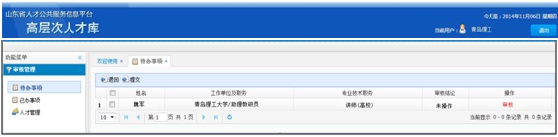 山东省人才公共服务信息平台
高层次人才库
今天是：2014年11月06日 星期四
当前用户： 青岛理工
退出
功能菜单
审核管理
待办事项
已办事项
人才管理
欢迎使用 × 待办事项 ×
退回 提交
姓名 工作单位及职务 专业技术职务 审核结论 操作
1 魏军 青岛理工大学/助理教研员 讲师(高校) 未操作 审核
10 第 1 页 共 1 页 当前显示 0 - 0 条记录 共 0 条记录